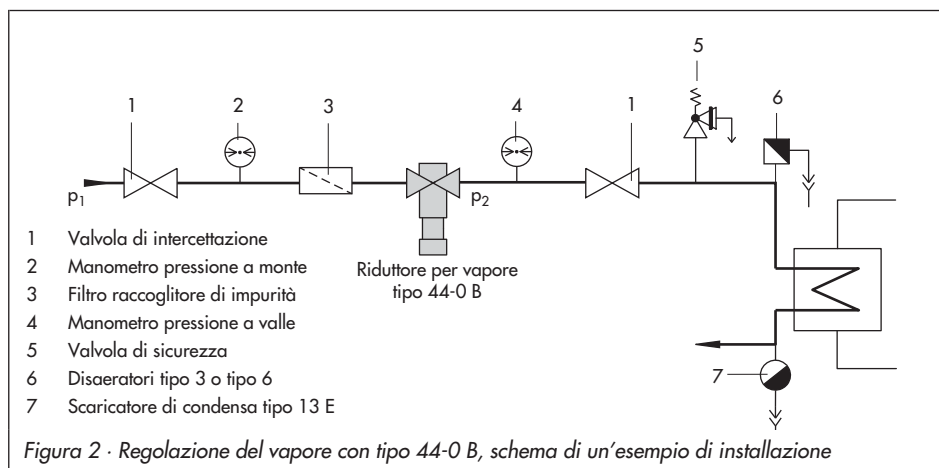 5
1
2
3
4
1
6
p1
p2
1 Valvola di intercettazione
2 Manometro pressione a monte
3 Filtro raccoglitore di impurità
4 Manometro pressione a valle
5 Valvola di sicurezza
6 Disaeratori tipo 3 o tipo 6
7 Scaricatore di condensa tipo 13 E
Riduttore per vapore
tipo 44-0 B
7
Figura 2 · Regolazione del vapore con tipo 44-0 B, schema di un’esempio di installazione